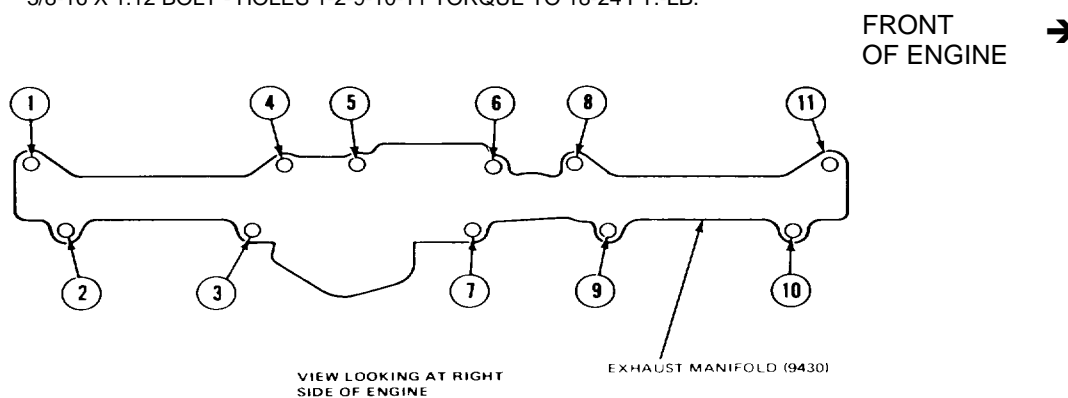 3/8-16 X 1.12 BOLT - HOLES 1-2-9-10-11 TORQUE TO 18-24 FT. LB.
FRONT
OF ENGINE
1 4 5 6 8 11
2 3 7 9 10
VIEW LOOKING AT RIGHT
SIDE OF ENGINE
EXHAUST MANIFOLD (9430)